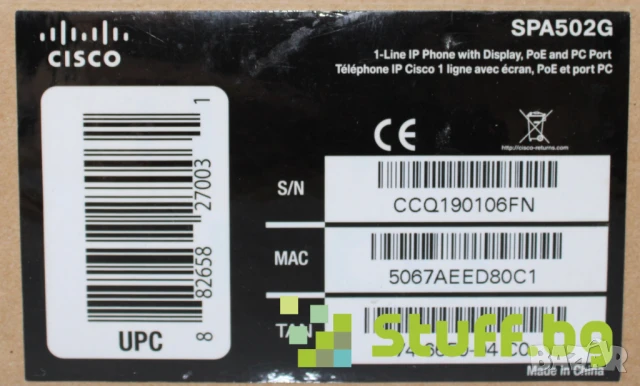 CISCO
SPA502G
1-Line IP Phone with Display, PoE and PC Port
Téléphone IP Cisco 1 ligne avec écran, PoE et port PC
http://cisco-returns.com
S/N
CCQ190106FN
MAC
5067AEED80C1
TAN
Made in China
UPC
8 82658 27003 1
Stuff.bg
BAZAR